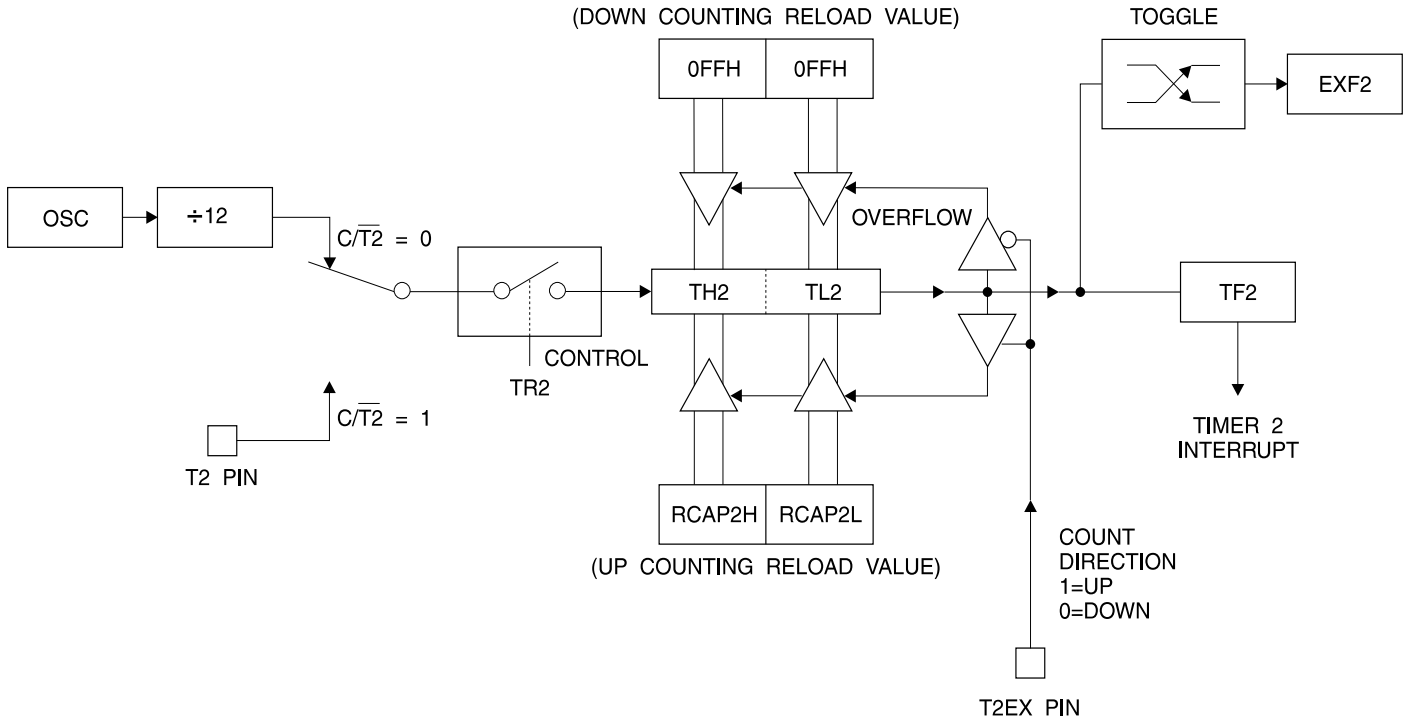 (DOWN COUNTING RELOAD VALUE)
TOGGLE
0FFH 0FFH
EXF2
OSC
÷12
OVERFLOW
C/T2̅ = 0
TH2 TL2
TF2
CONTROL
TR2
C/T2̅ = 1
T2 PIN
TIMER 2
INTERRUPT
RCAP2H RCAP2L
(UP COUNTING RELOAD VALUE)
COUNT
DIRECTION
1=UP
0=DOWN
T2EX PIN